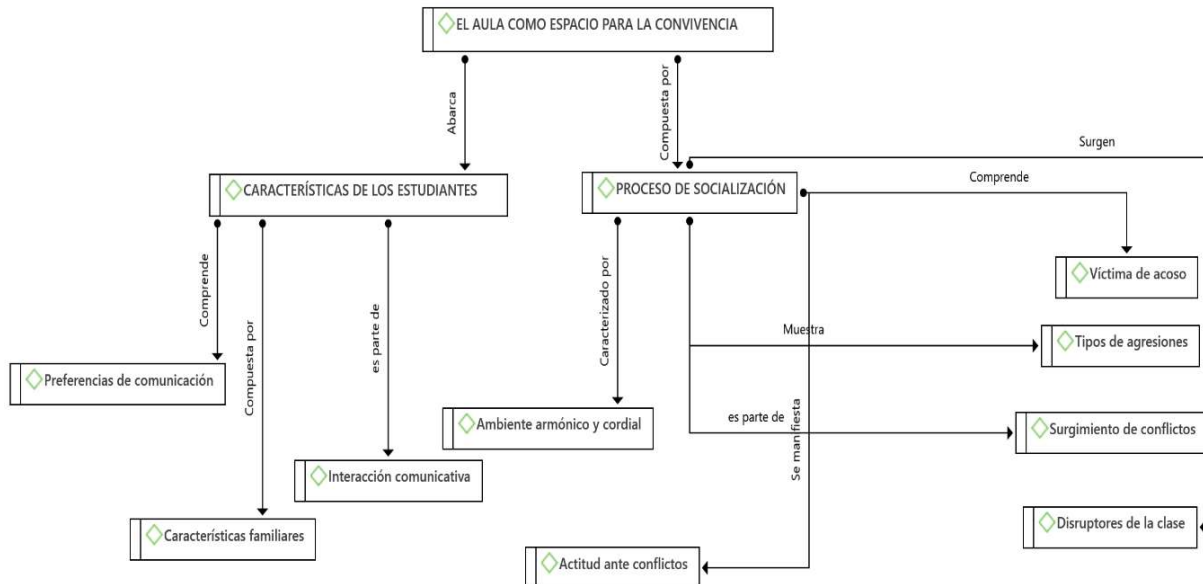 EL AULA COMO ESPACIO PARA LA CONVIVENCIA
Abarca
Compuesta por
Surgen
CARACTERÍSTICAS DE LOS ESTUDIANTES
PROCESO DE SOCIALIZACIÓN
Comprende
Comprende
Compuesta por
es parte de
Caracterizado por
Víctima de acoso
Muestra
Tipos de agresiones
Preferencias de comunicación
Ambiente armónico y cordial
es parte de
Se manifiesta
Surgimiento de conflictos
Interacción comunicativa
Características familiares
Disruptores de la clase
Actitud ante conflictos